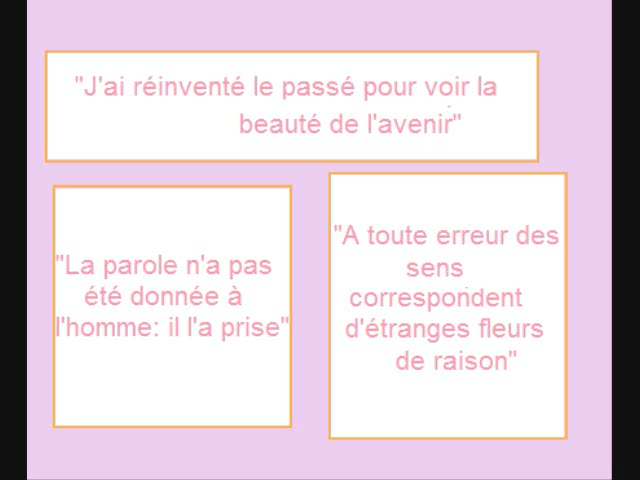 "J'ai réinventé le passé pour voir la
beauté de l'avenir"
"La parole n'a pas
été donnée à
l'homme: il l'a prise"
"A toute erreur des
sens
correspondent
d'étranges fleurs
de raison"